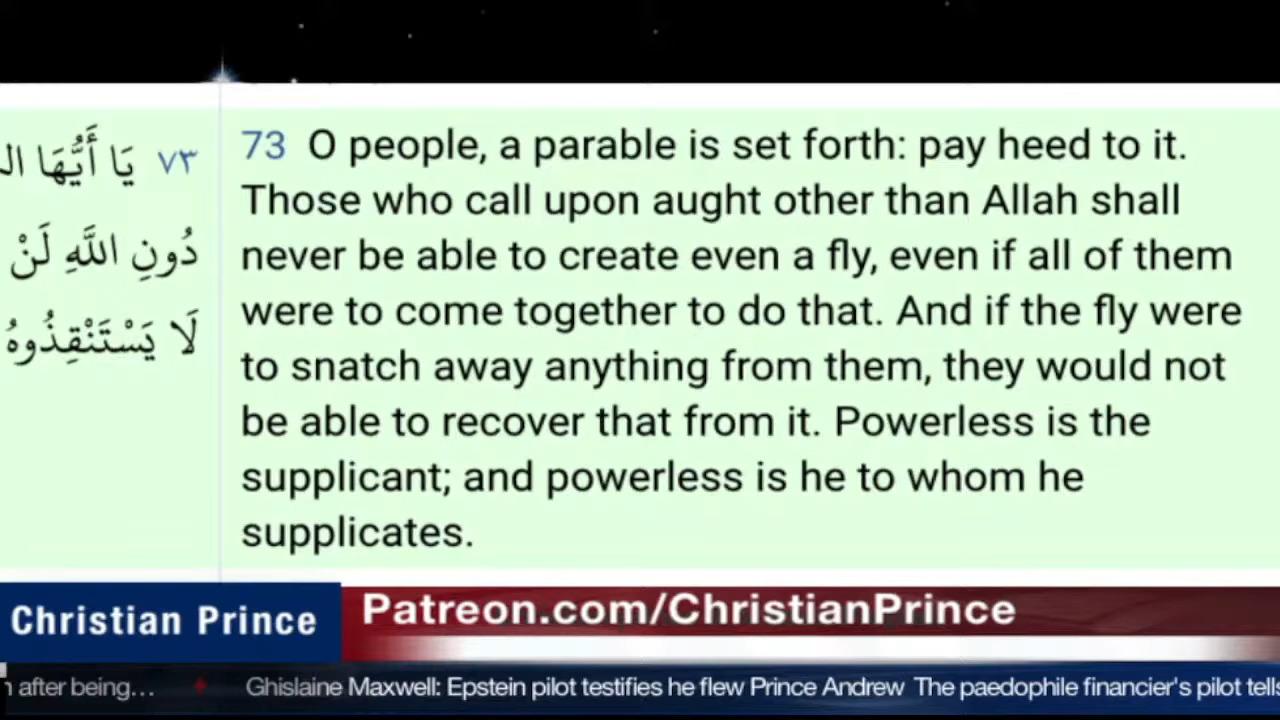 ٧٣ يَا أَيُّهَا
دُونِ اللَّهِ لَنْ
لَا يَسْتَنْقِذُوهُ
73 O people, a parable is set forth: pay heed to it.
Those who call upon aught other than Allah shall
never be able to create even a fly, even if all of them
were to come together to do that. And if the fly were
to snatch away anything from them, they would not
be able to recover that from it. Powerless is the
supplicant; and powerless is he to whom he
supplicates.
Christian Prince
Patreon.com/ChristianPrince
after being... Ghislaine Maxwell: Epstein pilot testifies he flew Prince Andrew The paedophile financier's pilot tells